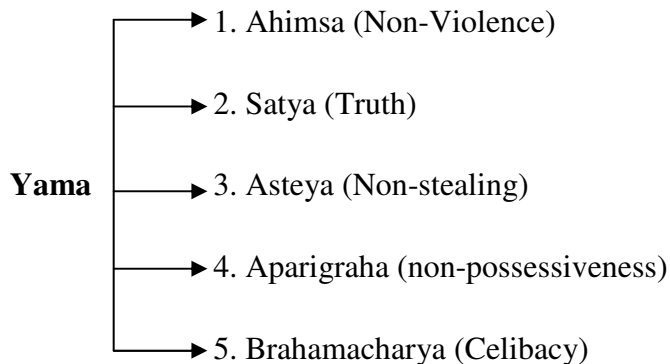 1. Ahimsa (Non-Violence)
2. Satya (Truth)
Yama
3. Asteya (Non-stealing)
4. Aparigraha (non-possessiveness)
5. Brahamacharya (Celibacy)